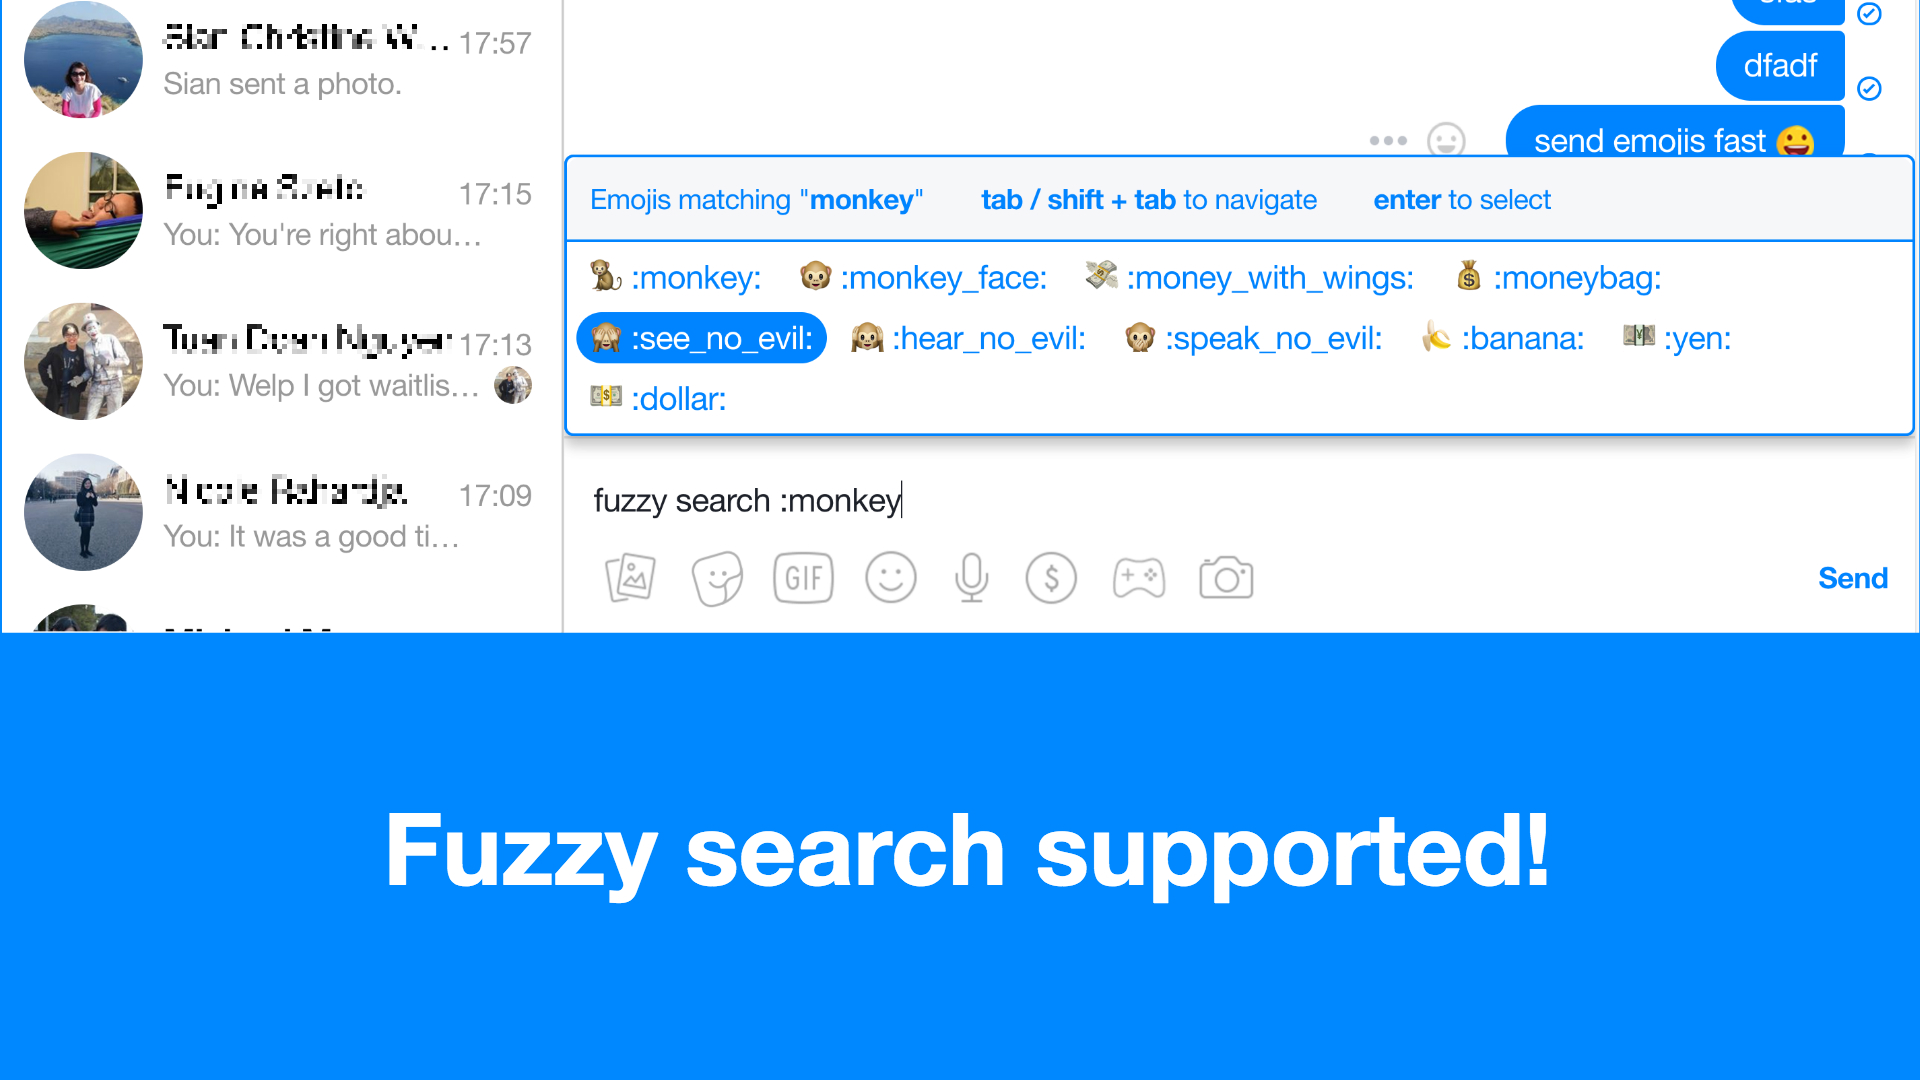 17:57
Sian sent a photo.
17:15
You: You're right abou...
17:13
You: Welp I got waitlis...
17:09
You: It was a good ti...
dfadf
send emojis fast 😀
Emojis matching "monkey" tab / shift + tab to navigate enter to select
🐒 :monkey: 🐵 :monkey_face: 💸 :money_with_wings: 💰 :moneybag:
🙈 :see_no_evil: 🙉 :hear_no_evil: 🙊 :speak_no_evil: 🍌 :banana: 💴 :yen:
💵 :dollar:
fuzzy search :monkey
GIF
Send
Fuzzy search supported!